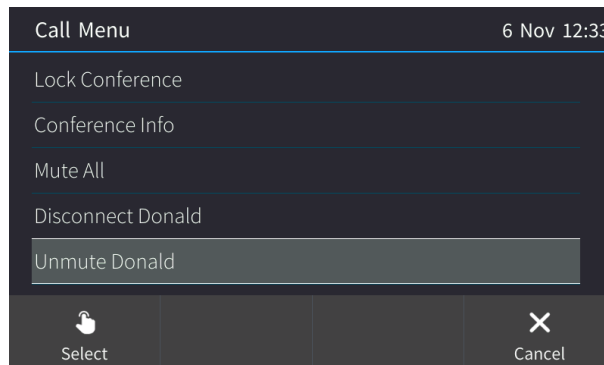 Call Menu 6 Nov 12:33
Lock Conference
Conference Info
Mute All
Disconnect Donald
Unmute Donald
Select Cancel